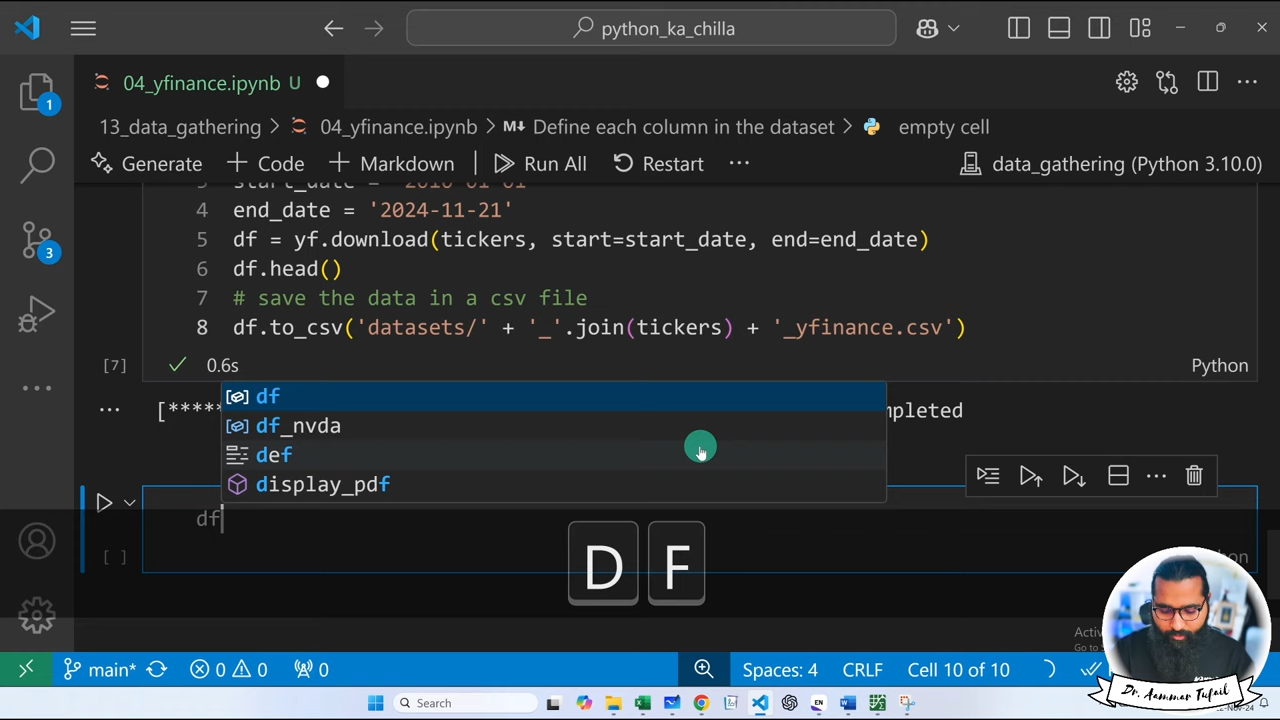 python_ka_chilla
04_yfinance.ipynb U
13_data_gathering > 04_yfinance.ipynb > M↓ Define each column in the dataset > empty cell
Generate + Code + Markdown | Run All Restart ... data_gathering (Python 3.10.0)
4 end_date = '2024-11-21'
5 df = yf.download(tickers, start=start_date, end=end_date)
6 df.head()
7 # save the data in a csv file
8 df.to_csv('datasets/' + '_'.join(tickers) + '_yfinance.csv')
[7] 0.6s Python
... [***** pleted
df
df_nvda
def
display_pdf
df
[ ]
D F
1
3
main* 0 0 0 Spaces: 4 CRLF Cell 10 of 10
Search
Dr. Aammar Tufail